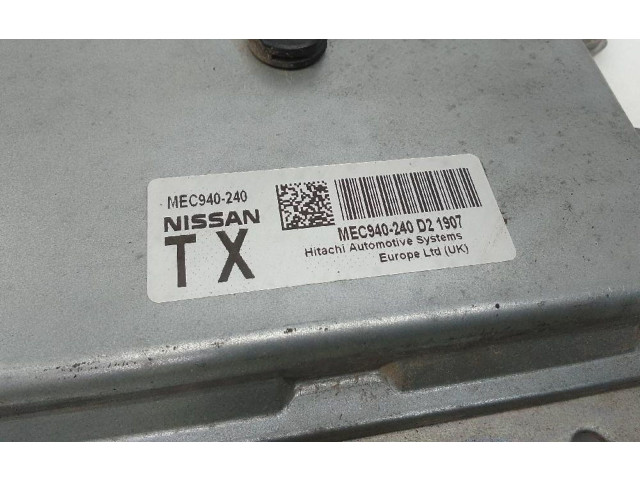 MEC940-240
NISSAN
TX
MEC940-240 D2 1907
Hitachi Automotive Systems
Europe Ltd (UK)